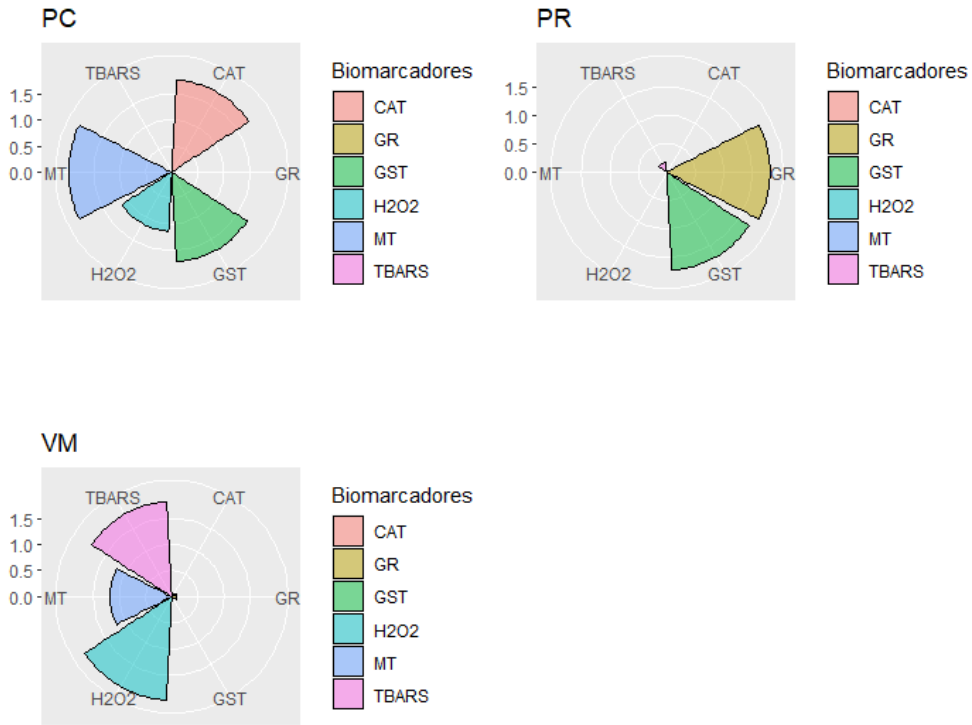 PC
TBARS
CAT
1.5
1.0
0.5
0.0
MT
GR
H2O2
GST
Biomarcadores
CAT
GR
GST
H2O2
MT
TBARS
PR
TBARS
CAT
1.5
1.0
0.5
0.0
MT
GR
H2O2
GST
Biomarcadores
CAT
GR
GST
H2O2
MT
TBARS
VM
TBARS
CAT
1.5
1.0
0.5
0.0
MT
GR
H2O2
GST
Biomarcadores
CAT
GR
GST
H2O2
MT
TBARS